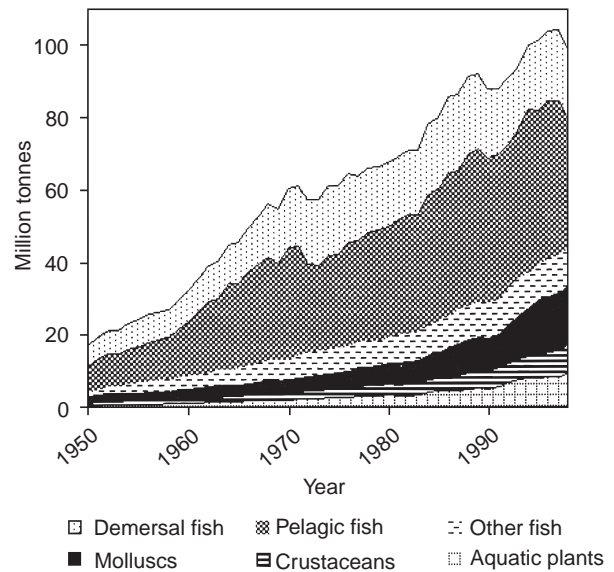 100
80
60
40
20
0
Million tonnes
1950
1960
1970
1980
1990
Year
Demersal fish Pelagic fish Other fish
Molluscs Crustaceans Aquatic plants